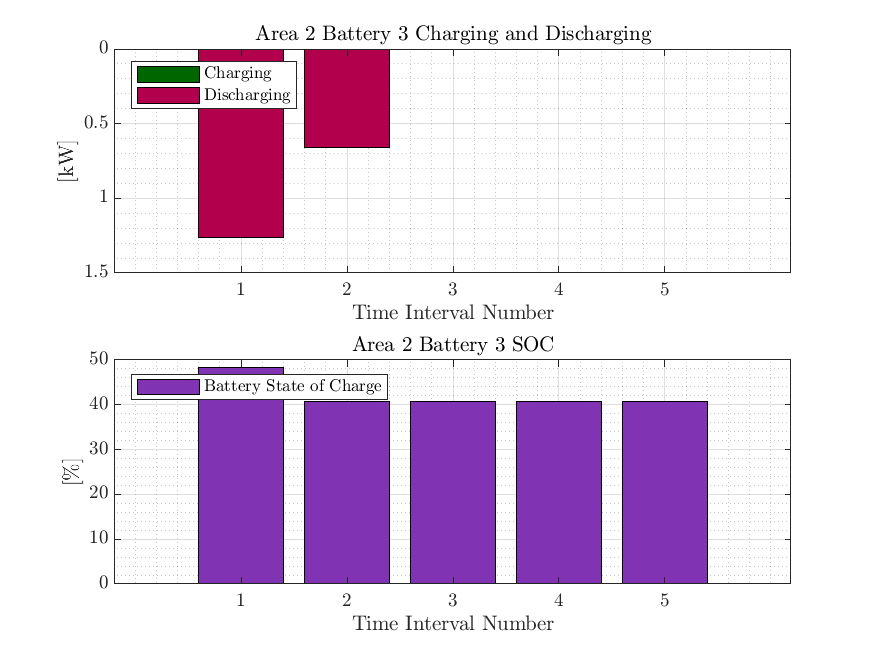 Area 2 Battery 3 Charging and Discharging
0
0.5
1
1.5
[kW]
Charging
Discharging
1 2 3 4 5
Time Interval Number
Area 2 Battery 3 SOC
50
40
30
20
10
0
[%]
Battery State of Charge
1 2 3 4 5
Time Interval Number